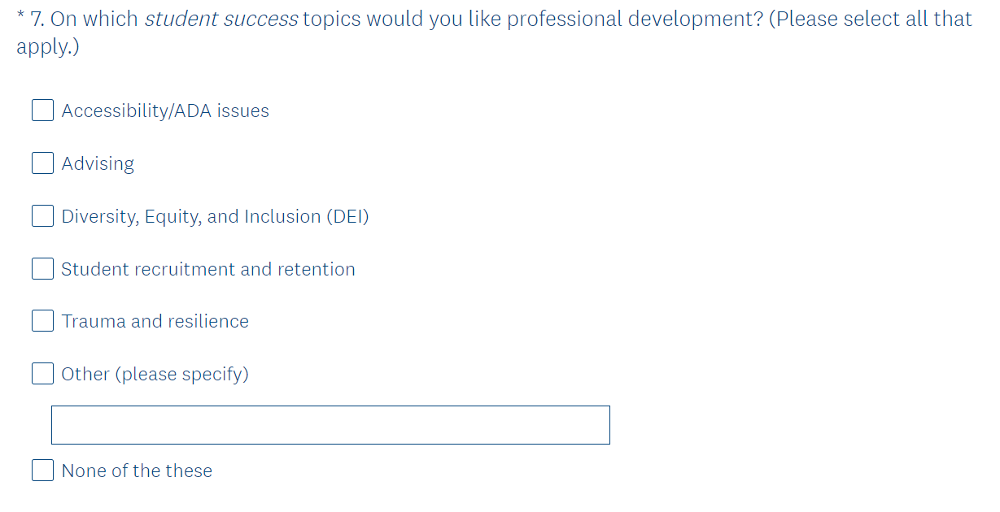 * 7. On which student success topics would you like professional development? (Please select all that
apply.)
Accessibility/ADA issues
Advising
Diversity, Equity, and Inclusion (DEI)
Student recruitment and retention
Trauma and resilience
Other (please specify)
None of the these